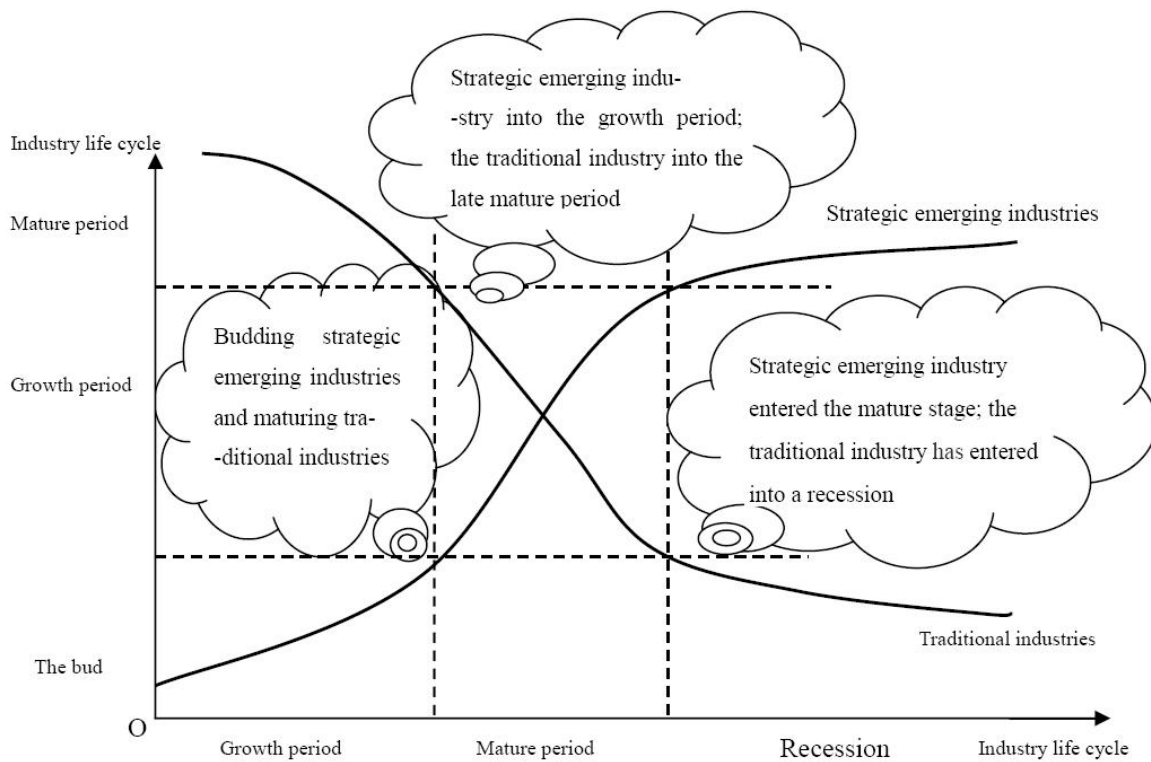 Strategic emerging indu-
-stry into the growth period;
the traditional industry into the
late mature period
Industry life cycle
Mature period
Strategic emerging industries
Budding strategic
emerging industries
and maturing tra-
-ditional industries
Growth period
Strategic emerging industry
entered the mature stage; the
traditional industry has entered
into a recession
Traditional industries
The bud
O
Growth period
Mature period
Recession
Industry life cycle